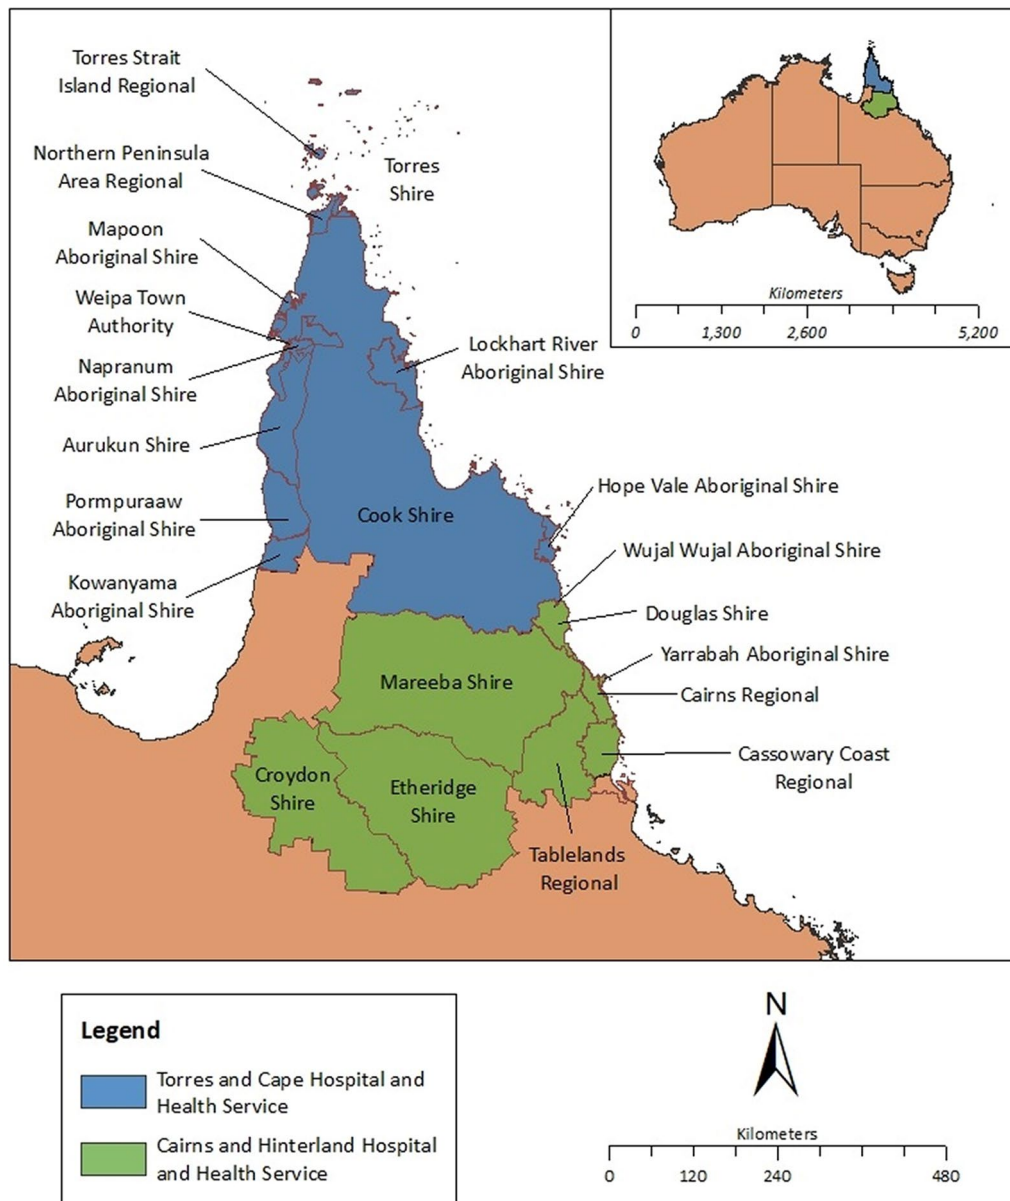 Torres Strait
Island Regional
Northern Peninsula
Area Regional
Torres
Shire
Mapoon
Aboriginal Shire
Weipa Town
Authority
Napranum
Aboriginal Shire
Lockhart River
Aboriginal Shire
Aurukun Shire
Pormpuraaw
Aboriginal Shire
Cook Shire
Hope Vale Aboriginal Shire
Wujal Wujal Aboriginal Shire
Kowanyama
Aboriginal Shire
Douglas Shire
Yarrabah Aboriginal Shire
Mareeba Shire
Cairns Regional
Cassowary Coast
Regional
Croydon
Shire
Etheridge
Shire
Tablelands
Regional
Kilometers
0 1,300 2,600 5,200
Legend
Torres and Cape Hospital and
Health Service
Cairns and Hinterland Hospital
and Health Service
N
Kilometers
0 120 240 480